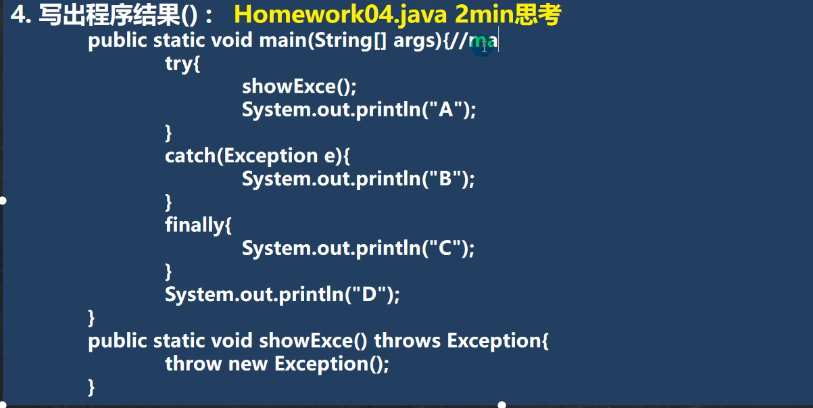 4. 写出程序结果()： Homework04.java 2min思考
public static void main(String[] args){//ma
try{
showExce();
System.out.println("A");
}
catch(Exception e){
System.out.println("B");
}
finally{
System.out.println("C");
}
System.out.println("D");
}
public static void showExce() throws Exception{
throw new Exception();
}